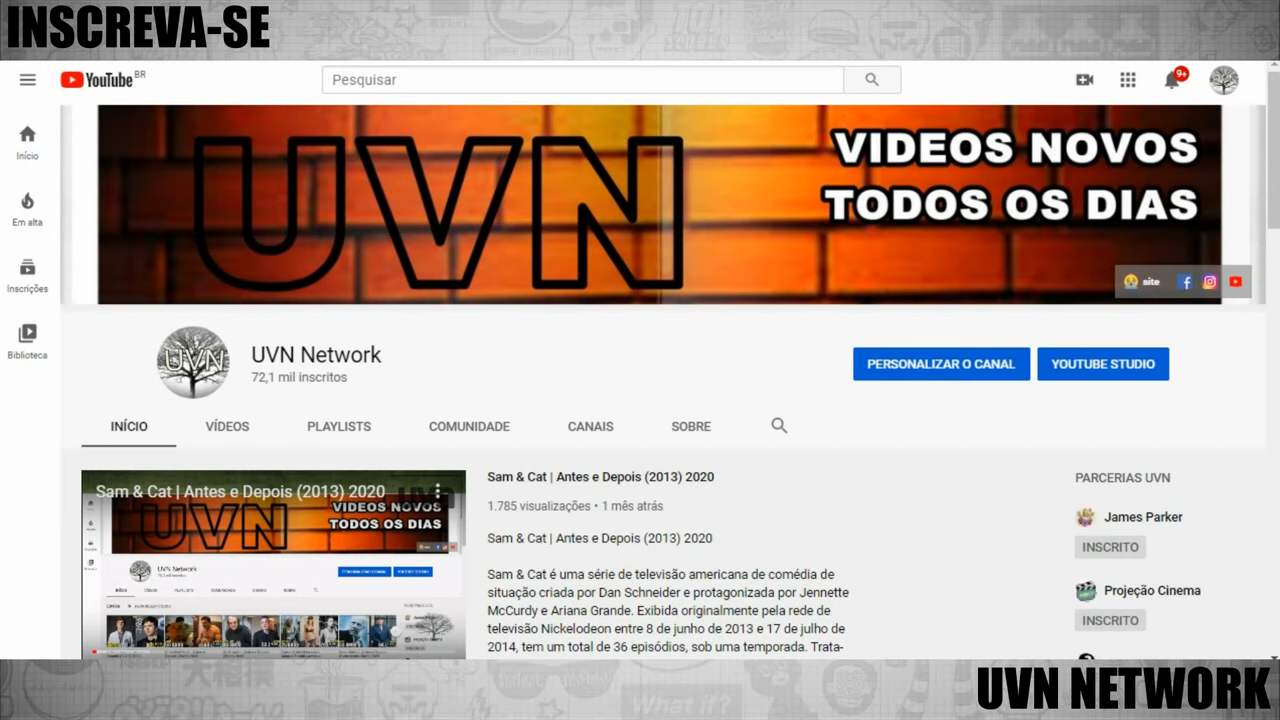 INSCREVA-SE
YouTube BR
Pesquisar
9+
Início
Em alta
Inscrições
Biblioteca
UVN
VIDEOS NOVOS
TODOS OS DIAS
site
UVN
UVN Network
72,1 mil inscritos
PERSONALIZAR O CANAL
YOUTUBE STUDIO
INÍCIO
VÍDEOS
PLAYLISTS
COMUNIDADE
CANAIS
SOBRE
Sam & Cat | Antes e Depois (2013) 2020
UVN
VIDEOS NOVOS
TODOS OS DIAS
UVN Network
Sam & Cat | Antes e Depois (2013) 2020
1.785 visualizações • 1 mês atrás
Sam & Cat | Antes e Depois (2013) 2020
Sam & Cat é uma série de televisão americana de comédia de
situação criada por Dan Schneider e protagonizada por Jennette
McCurdy e Ariana Grande. Exibida originalmente pela rede de
televisão Nickelodeon entre 8 de junho de 2013 e 17 de julho de
2014, tem um total de 36 episódios, sob uma temporada. Trata-
PARCERIAS UVN
James Parker
INSCRITO
Projeção Cinema
INSCRITO
What if?
UVN NETWORK